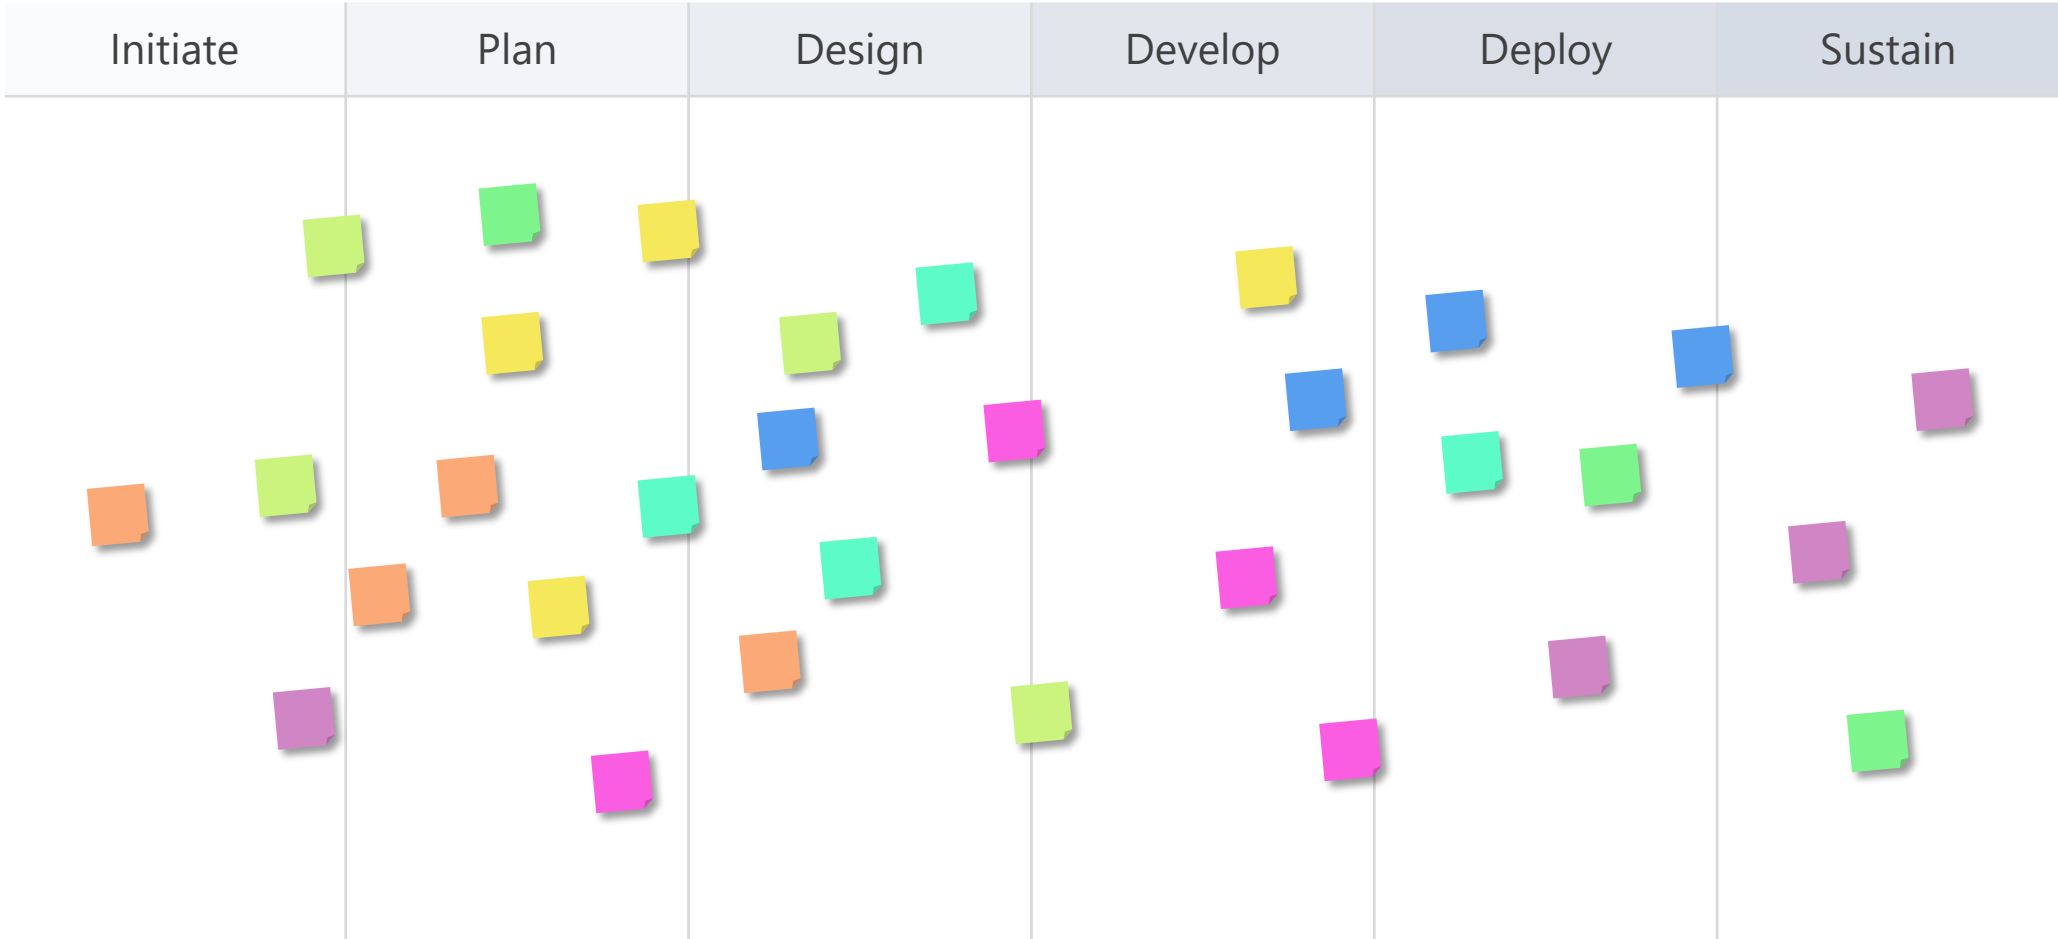 Initiate
Plan
Design
Develop
Deploy
Sustain